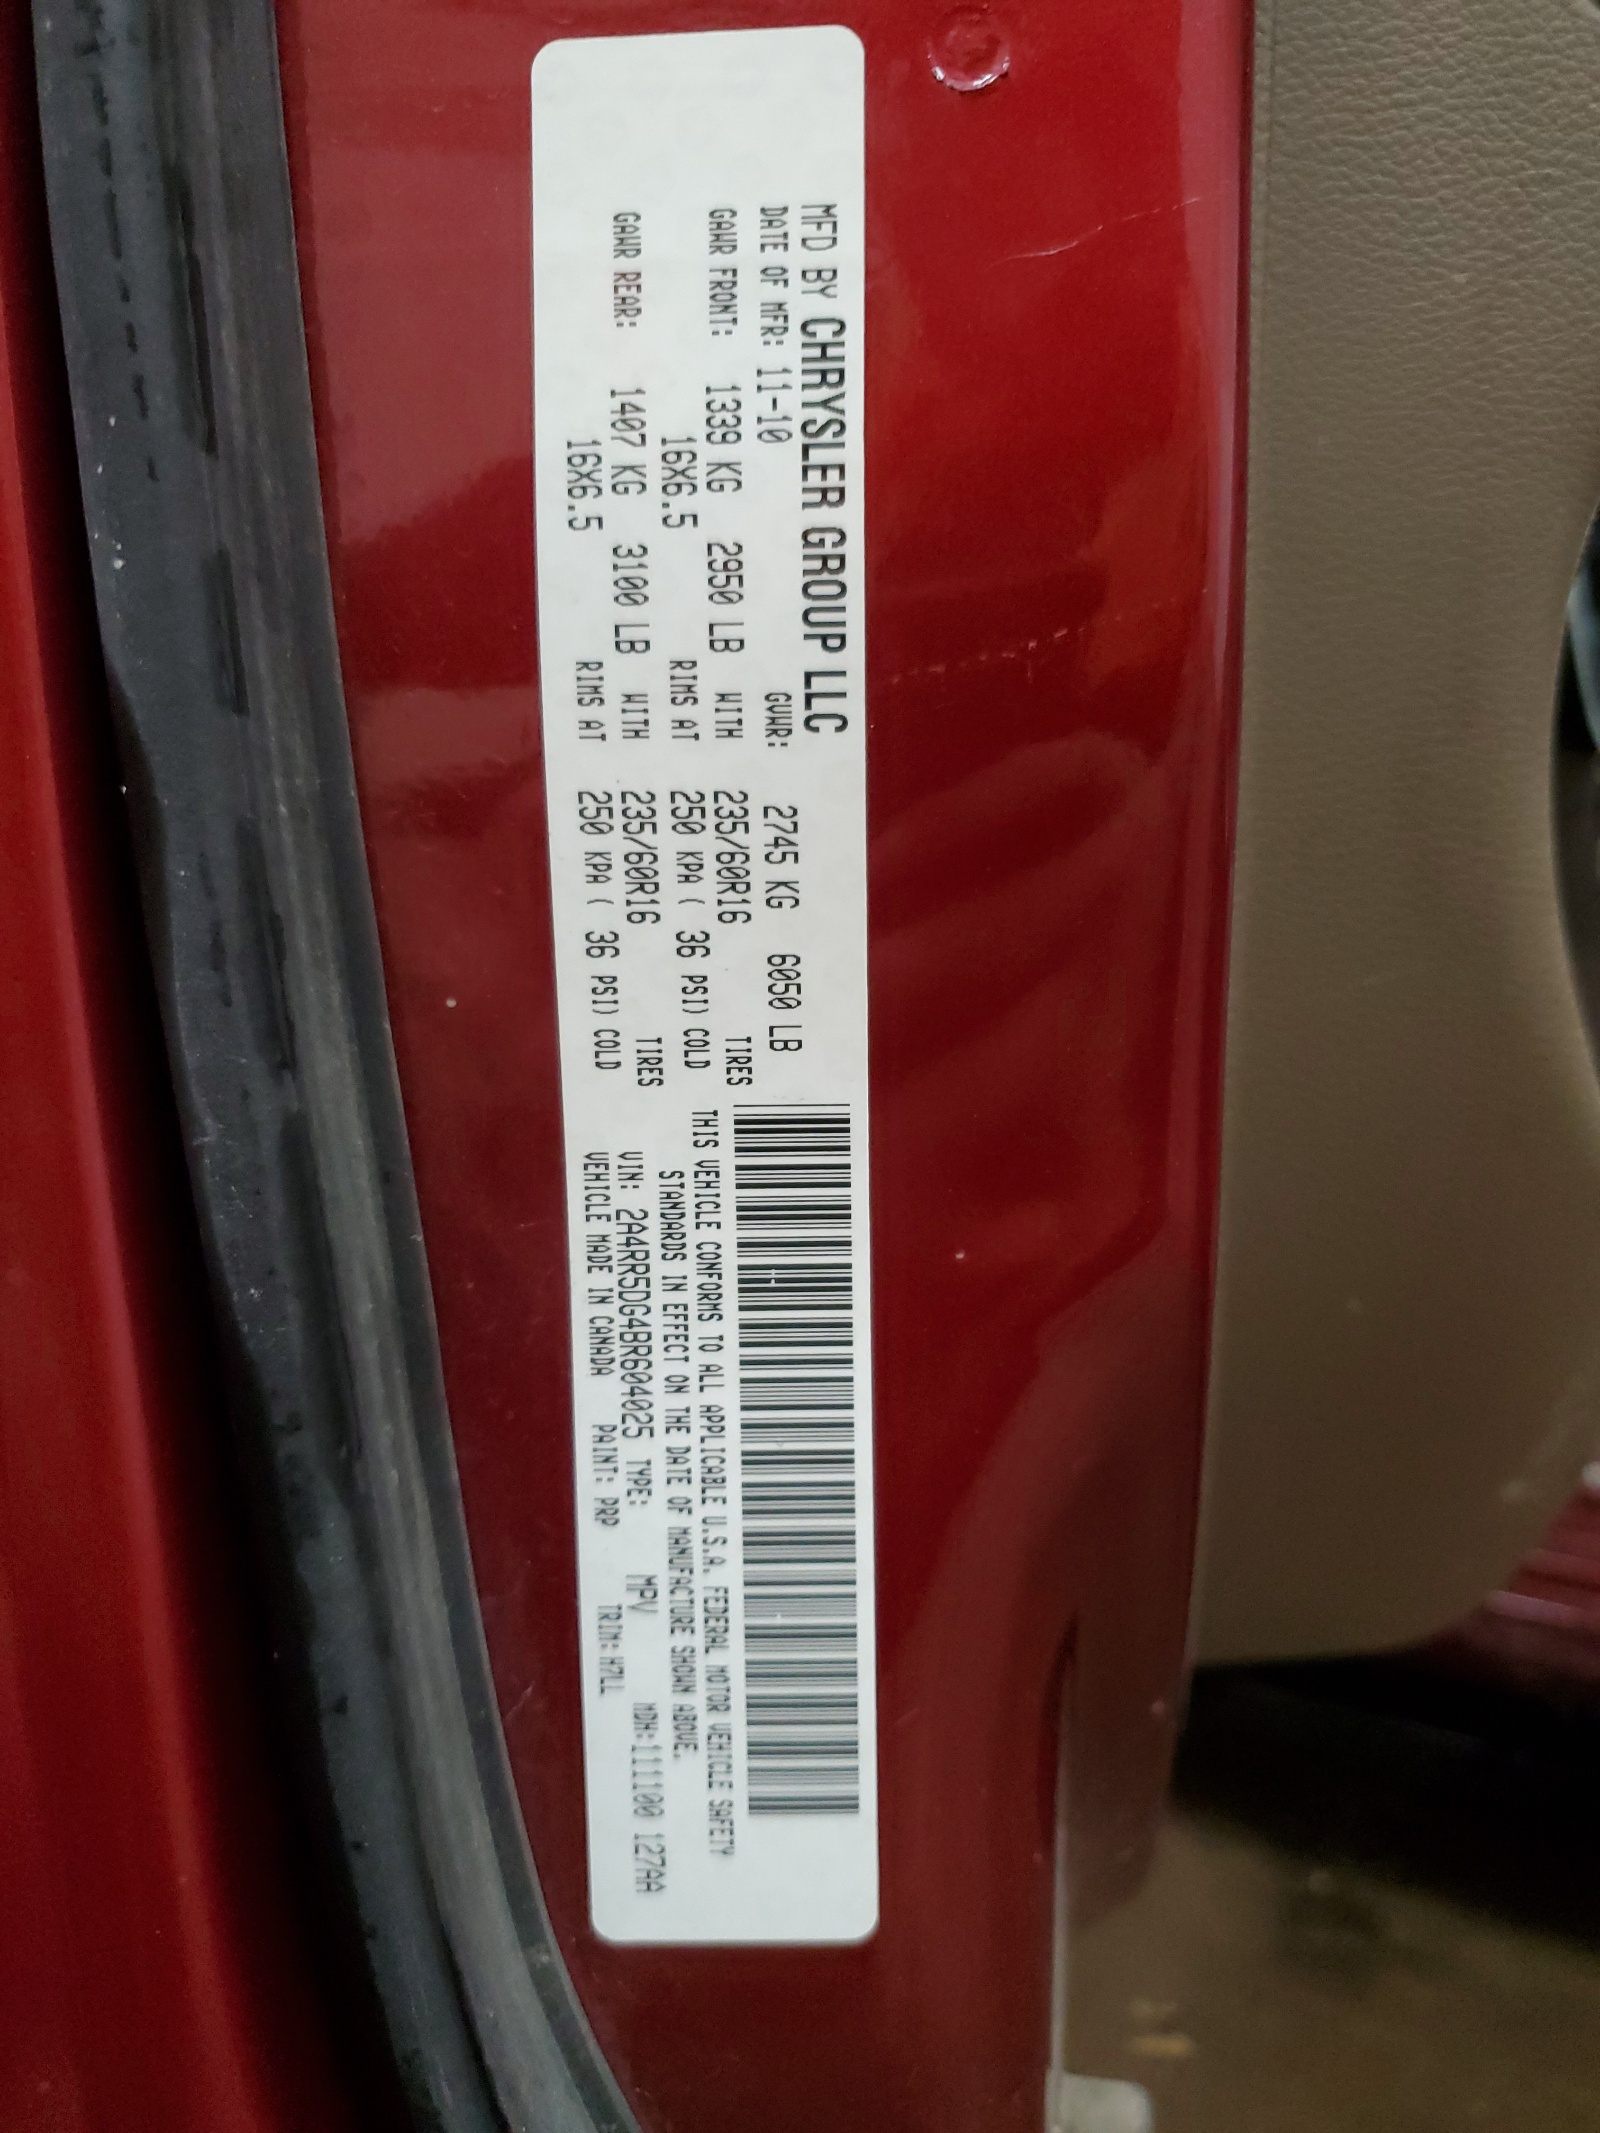 MFD BY CHRYSLER GROUP LLC
DATE OF MFR: 11-10 GVWR: 2745 KG 6050 LB
GAWR FRONT: 1339 KG 2950 LB WITH 235/60R16 TIRES
16X6.5 RIMS AT 250 KPA ( 36 PSI) COLD
GAWR REAR: 1407 KG 3100 LB WITH 235/60R16 TIRES
16X6.5 RIMS AT 250 KPA ( 36 PSI) COLD
THIS VEHICLE CONFORMS TO ALL APPLICABLE U.S.A. FEDERAL MOTOR VEHICLE SAFETY
STANDARDS IN EFFECT ON THE DATE OF MANUFACTURE SHOWN ABOVE.
VIN: 2A4RR5DG4BR604025 TYPE: MPV MDH:111100 127AA
VEHICLE MADE IN CANADA PAINT: PRP TRIM: H7LL